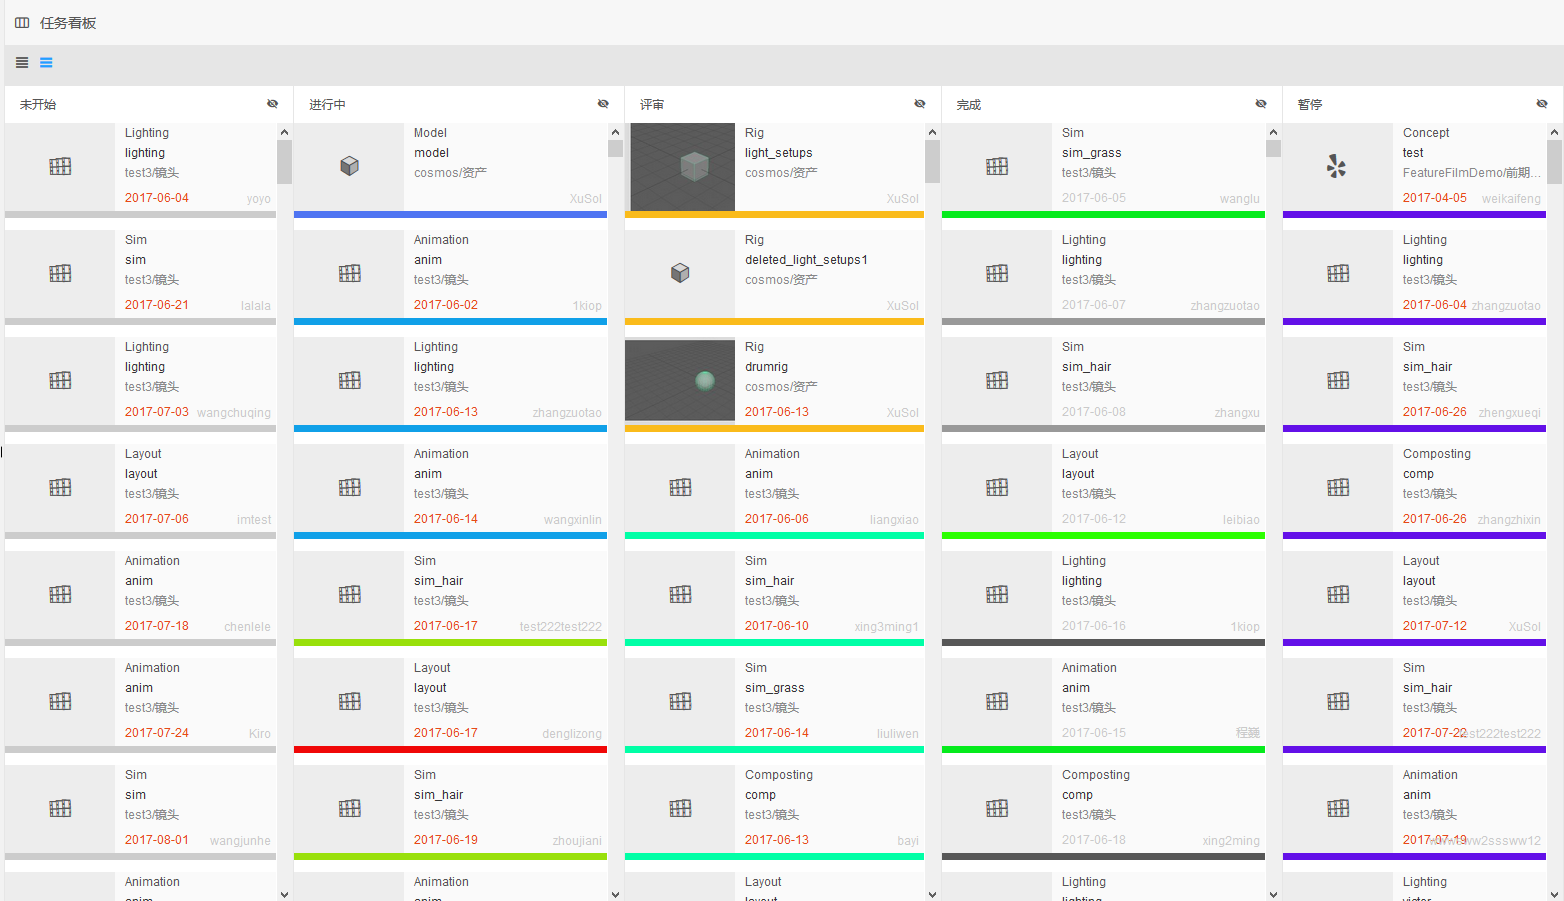 任务看板
未开始
Lighting
lighting
test3/镜头
2017-06-04 yoyo
Sim
sim
test3/镜头
2017-06-21 lalala
Lighting
lighting
test3/镜头
2017-07-03 wangchuqing
Layout
layout
test3/镜头
2017-07-06 imtest
Animation
anim
test3/镜头
2017-07-18 chenlele
Animation
anim
test3/镜头
2017-07-24 Kiro
Sim
sim
test3/镜头
2017-08-01 wangjunhe
Animation
anim
进行中
Model
model
cosmos/资产
XuSol
Animation
anim
test3/镜头
2017-06-02 1kiop
Lighting
lighting
test3/镜头
2017-06-13 zhangzuotao
Animation
anim
test3/镜头
2017-06-14 wangxinlin
Sim
sim_hair
test3/镜头
2017-06-17 test222test222
Layout
layout
test3/镜头
2017-06-17 denglizong
Sim
sim_hair
test3/镜头
2017-06-19 zhoujiani
Animation
anim
评审
Rig
light_setups
cosmos/资产
XuSol
Rig
deleted_light_setups1
cosmos/资产
XuSol
Rig
drumrig
cosmos/资产
2017-06-13 XuSol
Animation
anim
test3/镜头
2017-06-06 liangxiao
Sim
sim_hair
test3/镜头
2017-06-10 xing3ming1
Sim
sim_grass
test3/镜头
2017-06-14 liuliwen
Composting
comp
test3/镜头
2017-06-13 bayi
Layout
layout
完成
Sim
sim_grass
test3/镜头
2017-06-05 wanglu
Lighting
lighting
test3/镜头
2017-06-07 zhangzuotao
Sim
sim_hair
test3/镜头
2017-06-08 zhangxu
Layout
layout
test3/镜头
2017-06-12 leibiao
Lighting
lighting
test3/镜头
2017-06-16 1kiop
Animation
anim
test3/镜头
2017-06-15 程巍
Composting
comp
test3/镜头
2017-06-18 xing2ming
Lighting
lighting
暂停
Concept
test
FeatureFilmDemo/前期...
2017-04-05 weikaifeng
Lighting
lighting
test3/镜头
2017-06-04 zhangzuotao
Sim
sim_hair
test3/镜头
2017-06-26 zhengxueqi
Composting
comp
test3/镜头
2017-06-26 zhangzhixin
Layout
layout
test3/镜头
2017-07-12 XuSol
Sim
sim_hair
test3/镜头
2017-07-22 test222test222
Animation
anim
test3/镜头
2017-07-19
Lighting